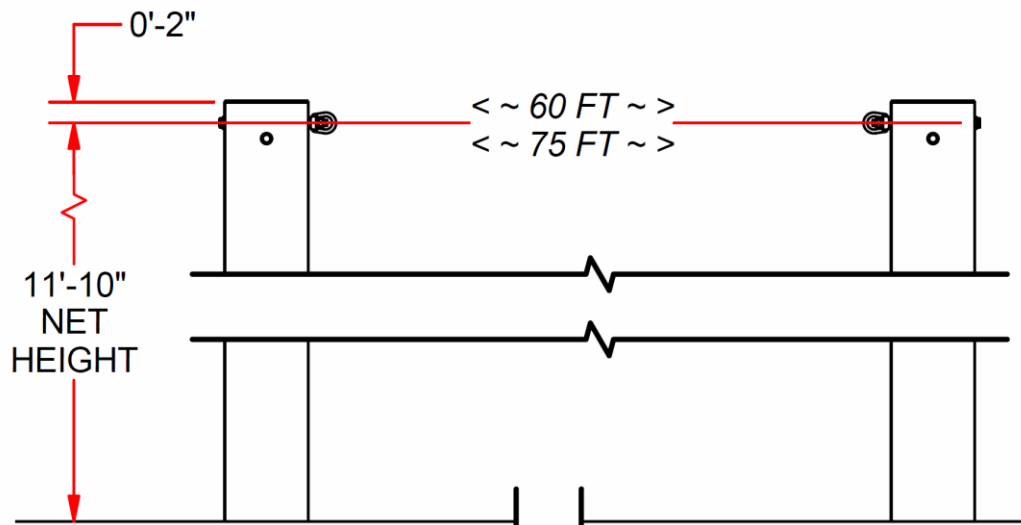 0'-2"
< ~ 60 FT ~ >
< ~ 75 FT ~ >
11'-10"
NET
HEIGHT